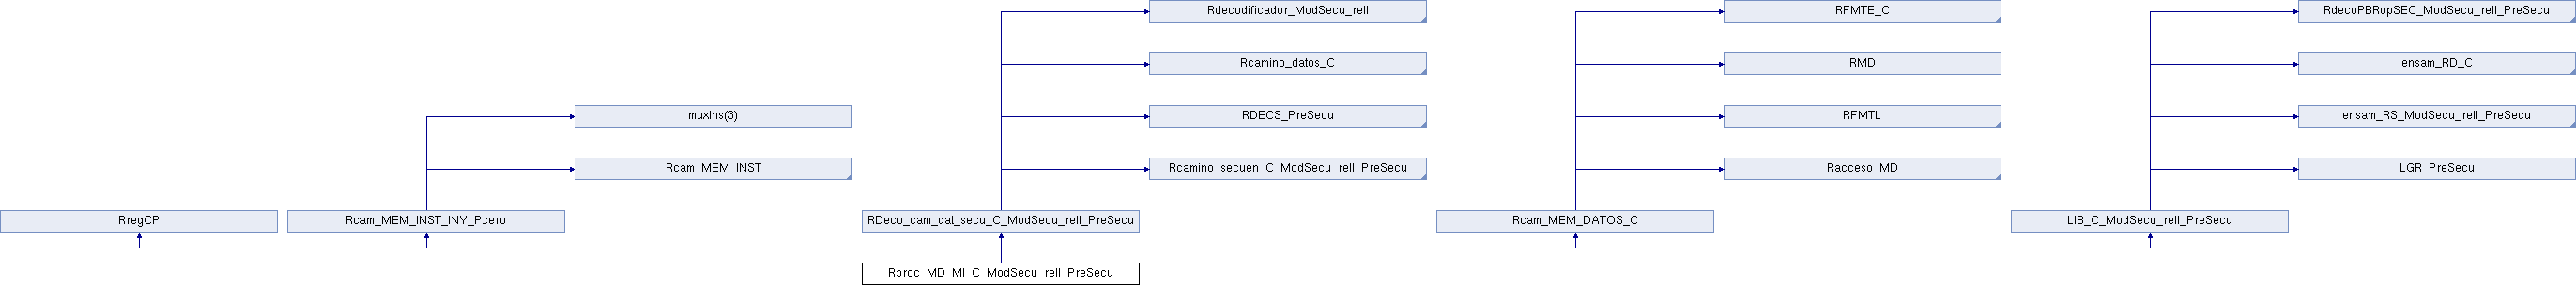 Rdecodificador_ModSecu_rell
RFMTE_C
RdecoPBRopSEC_ModSecu_rell_PreSecu
Rcamino_datos_C
RMD
ensam_RD_C
muxIns(3)
RDECS_PreSecu
RFMTL
ensam_RS_ModSecu_rell_PreSecu
Rcam_MEM_INST
Rcamino_secuen_C_ModSecu_rell_PreSecu
Racceso_MD
LGR_PreSecu
RregCP
Rcam_MEM_INST_INY_Pcero
RDeco_cam_dat_secu_C_ModSecu_rell_PreSecu
Rcam_MEM_DATOS_C
LIB_C_ModSecu_rell_PreSecu
Rproc_MD_MI_C_ModSecu_rell_PreSecu